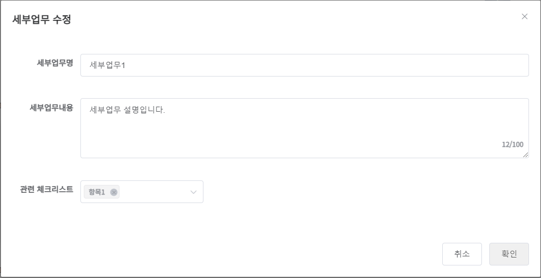 세부업무 수정
세부업무명
세부업무1
세부업무내용
세부업무 설명입니다.
12/100
관련 체크리스트
항목1
취소
확인